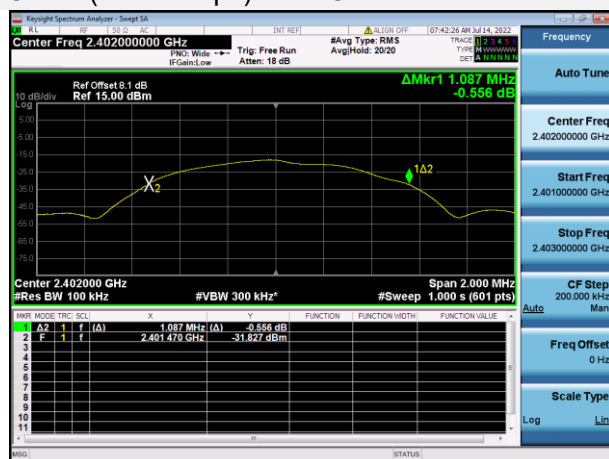 Keysight Spectrum Analyzer - Swept SA
RL RF 50 Ω AC INT REF ALIGN OFF 07:42:26 AM Jul 14, 2022
Center Freq 2.402000000 GHz
PNO: Wide
IFGain:Low
Trig: Free Run
Atten: 18 dB
#Avg Type: RMS
Avg|Hold: 20/20
TRACE 1 2 3 4 5 6
TYPE M W W W W W
DET A N N N N N
Frequency
Auto Tune
Center Freq
2.402000000 GHz
Start Freq
2.401000000 GHz
Stop Freq
2.403000000 GHz
CF Step
200.000 kHz
Auto Man
Freq Offset
0 Hz
Scale Type
Log Lin
ΔMkr1 1.087 MHz
-0.556 dB
Ref Offset 8.1 dB
10 dB/div Ref 15.00 dBm
Log
5.00
-5.00
-15.0
-25.0
-35.0
-45.0
-55.0
-65.0
-75.0
X2
1Δ2
Center 2.402000 GHz Span 2.000 MHz
#Res BW 100 kHz #VBW 300 kHz* #Sweep 1.000 s (601 pts)
MKR MODE TRC SCL X Y FUNCTION FUNCTION WIDTH FUNCTION VALUE
1 Δ2 1 f (Δ) 1.087 MHz (Δ) -0.556 dB
2 F 1 f 2.401 470 GHz -31.827 dBm
3
4
5
6
7
8
9
10
11
MSG STATUS